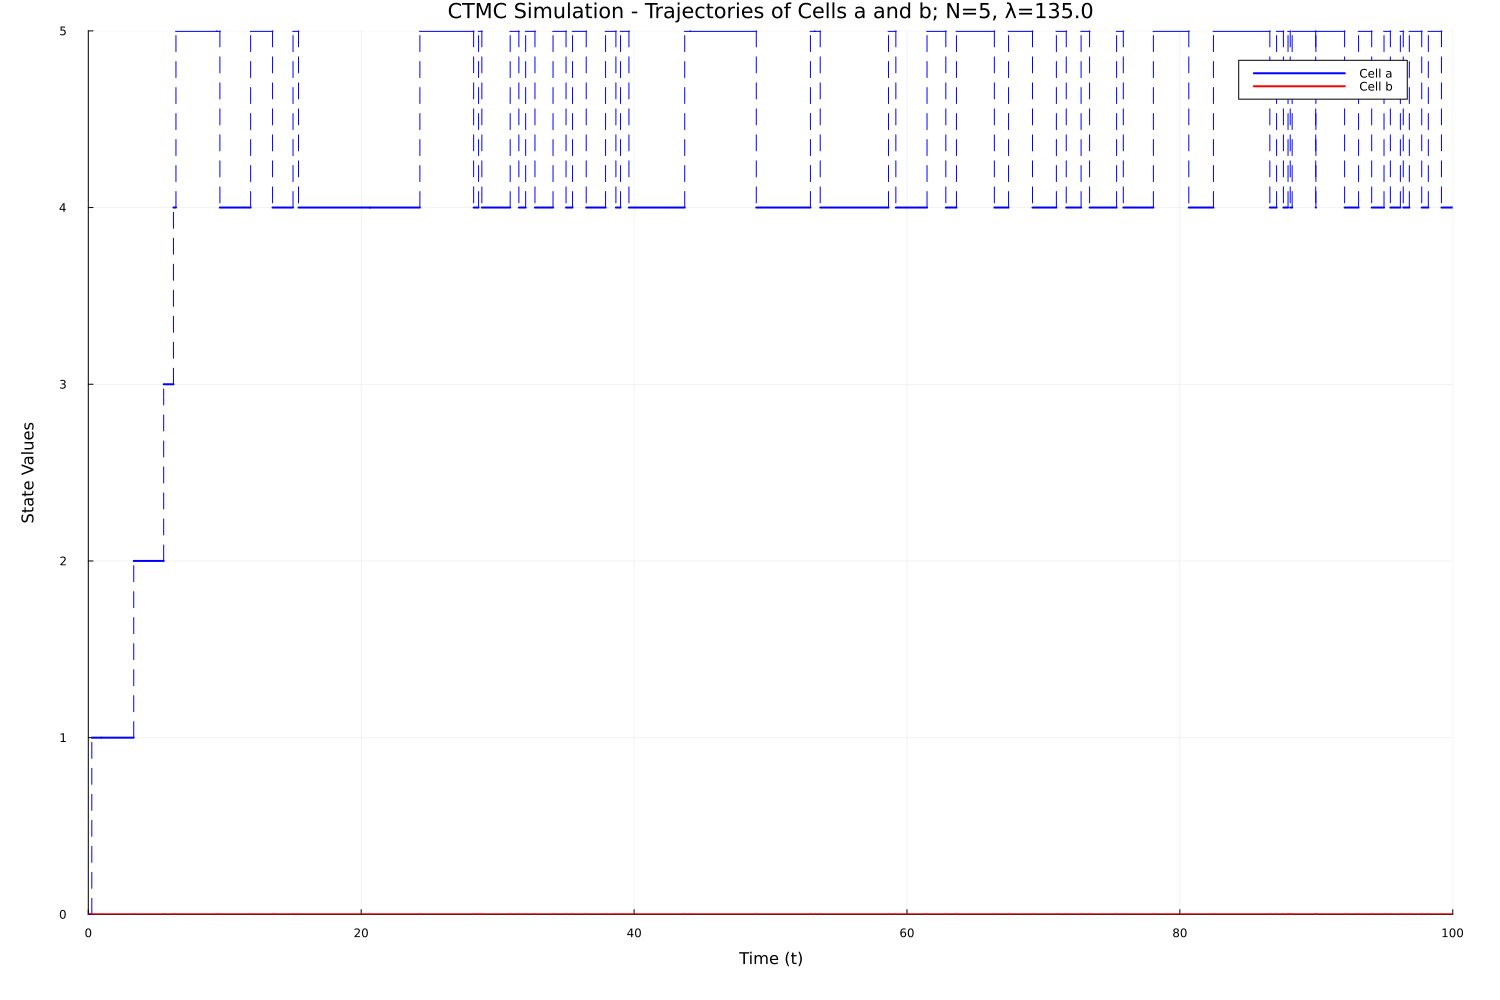 CTMC Simulation - Trajectories of Cells a and b; N=5, λ=135.0
5
Cell a
Cell b
4
3
State Values
2
1
0
0 20 40 60 80 100
Time (t)